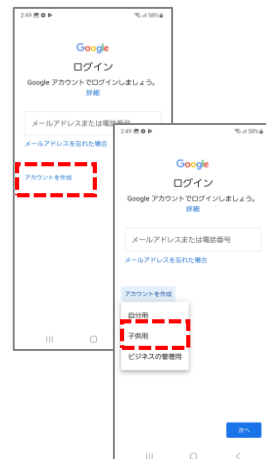 2:49
58%
Google
ログイン
Google アカウントでログインしましょう。
詳細
メールアドレスまたは電話番号
メールアドレスを忘れた場合
アカウントを作成
2:49
58%
Google
ログイン
Google アカウントでログインしましょう。
詳細
メールアドレスまたは電話番号
メールアドレスを忘れた場合
アカウントを作成
自分用
子供用
ビジネスの管理用
次へ